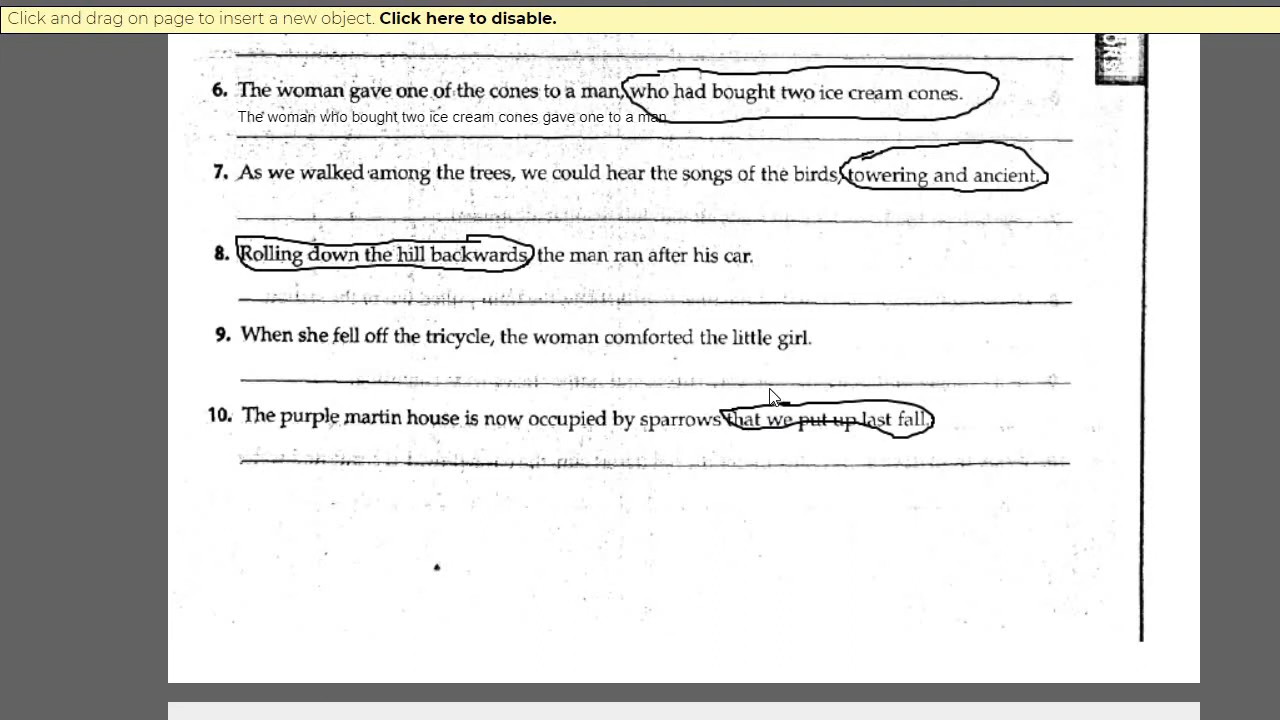 Click and drag on page to insert a new object. Click here to disable.
6. The woman gave one of the cones to a man, who had bought two ice cream cones.
The woman who bought two ice cream cones gave one to a man.
7. As we walked among the trees, we could hear the songs of the birds, towering and ancient.
8. Rolling down the hill backwards, the man ran after his car.
9. When she fell off the tricycle, the woman comforted the little girl.
10. The purple martin house is now occupied by sparrows that we put up last fall.